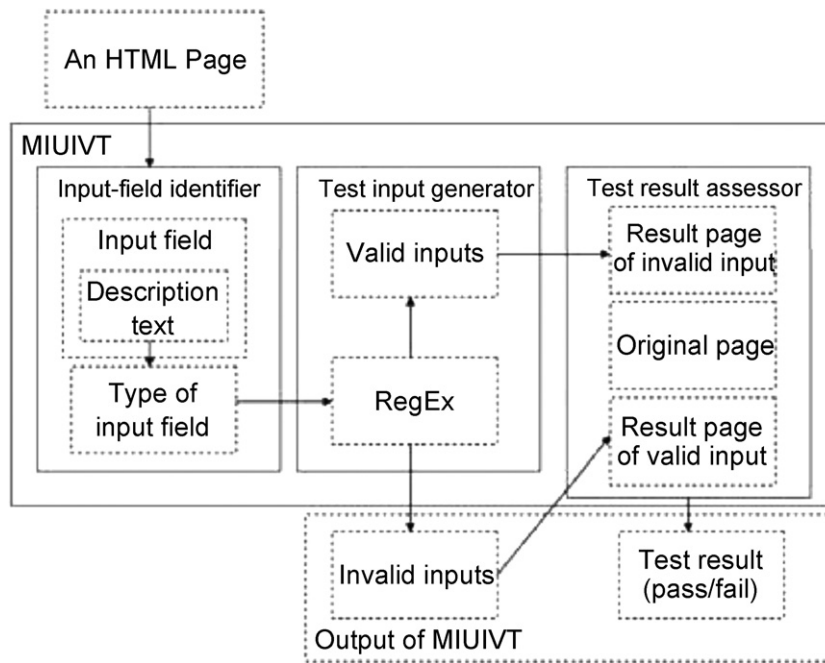 An HTML Page
MIUIVT
Input-field identifier
Input field
Description
text
Type of
input field
Test input generator
Valid inputs
RegEx
Test result assessor
Result page
of invalid input
Original page
Result page
of valid input
Invalid inputs
Test result
(pass/fail)
Output of MIUIVT